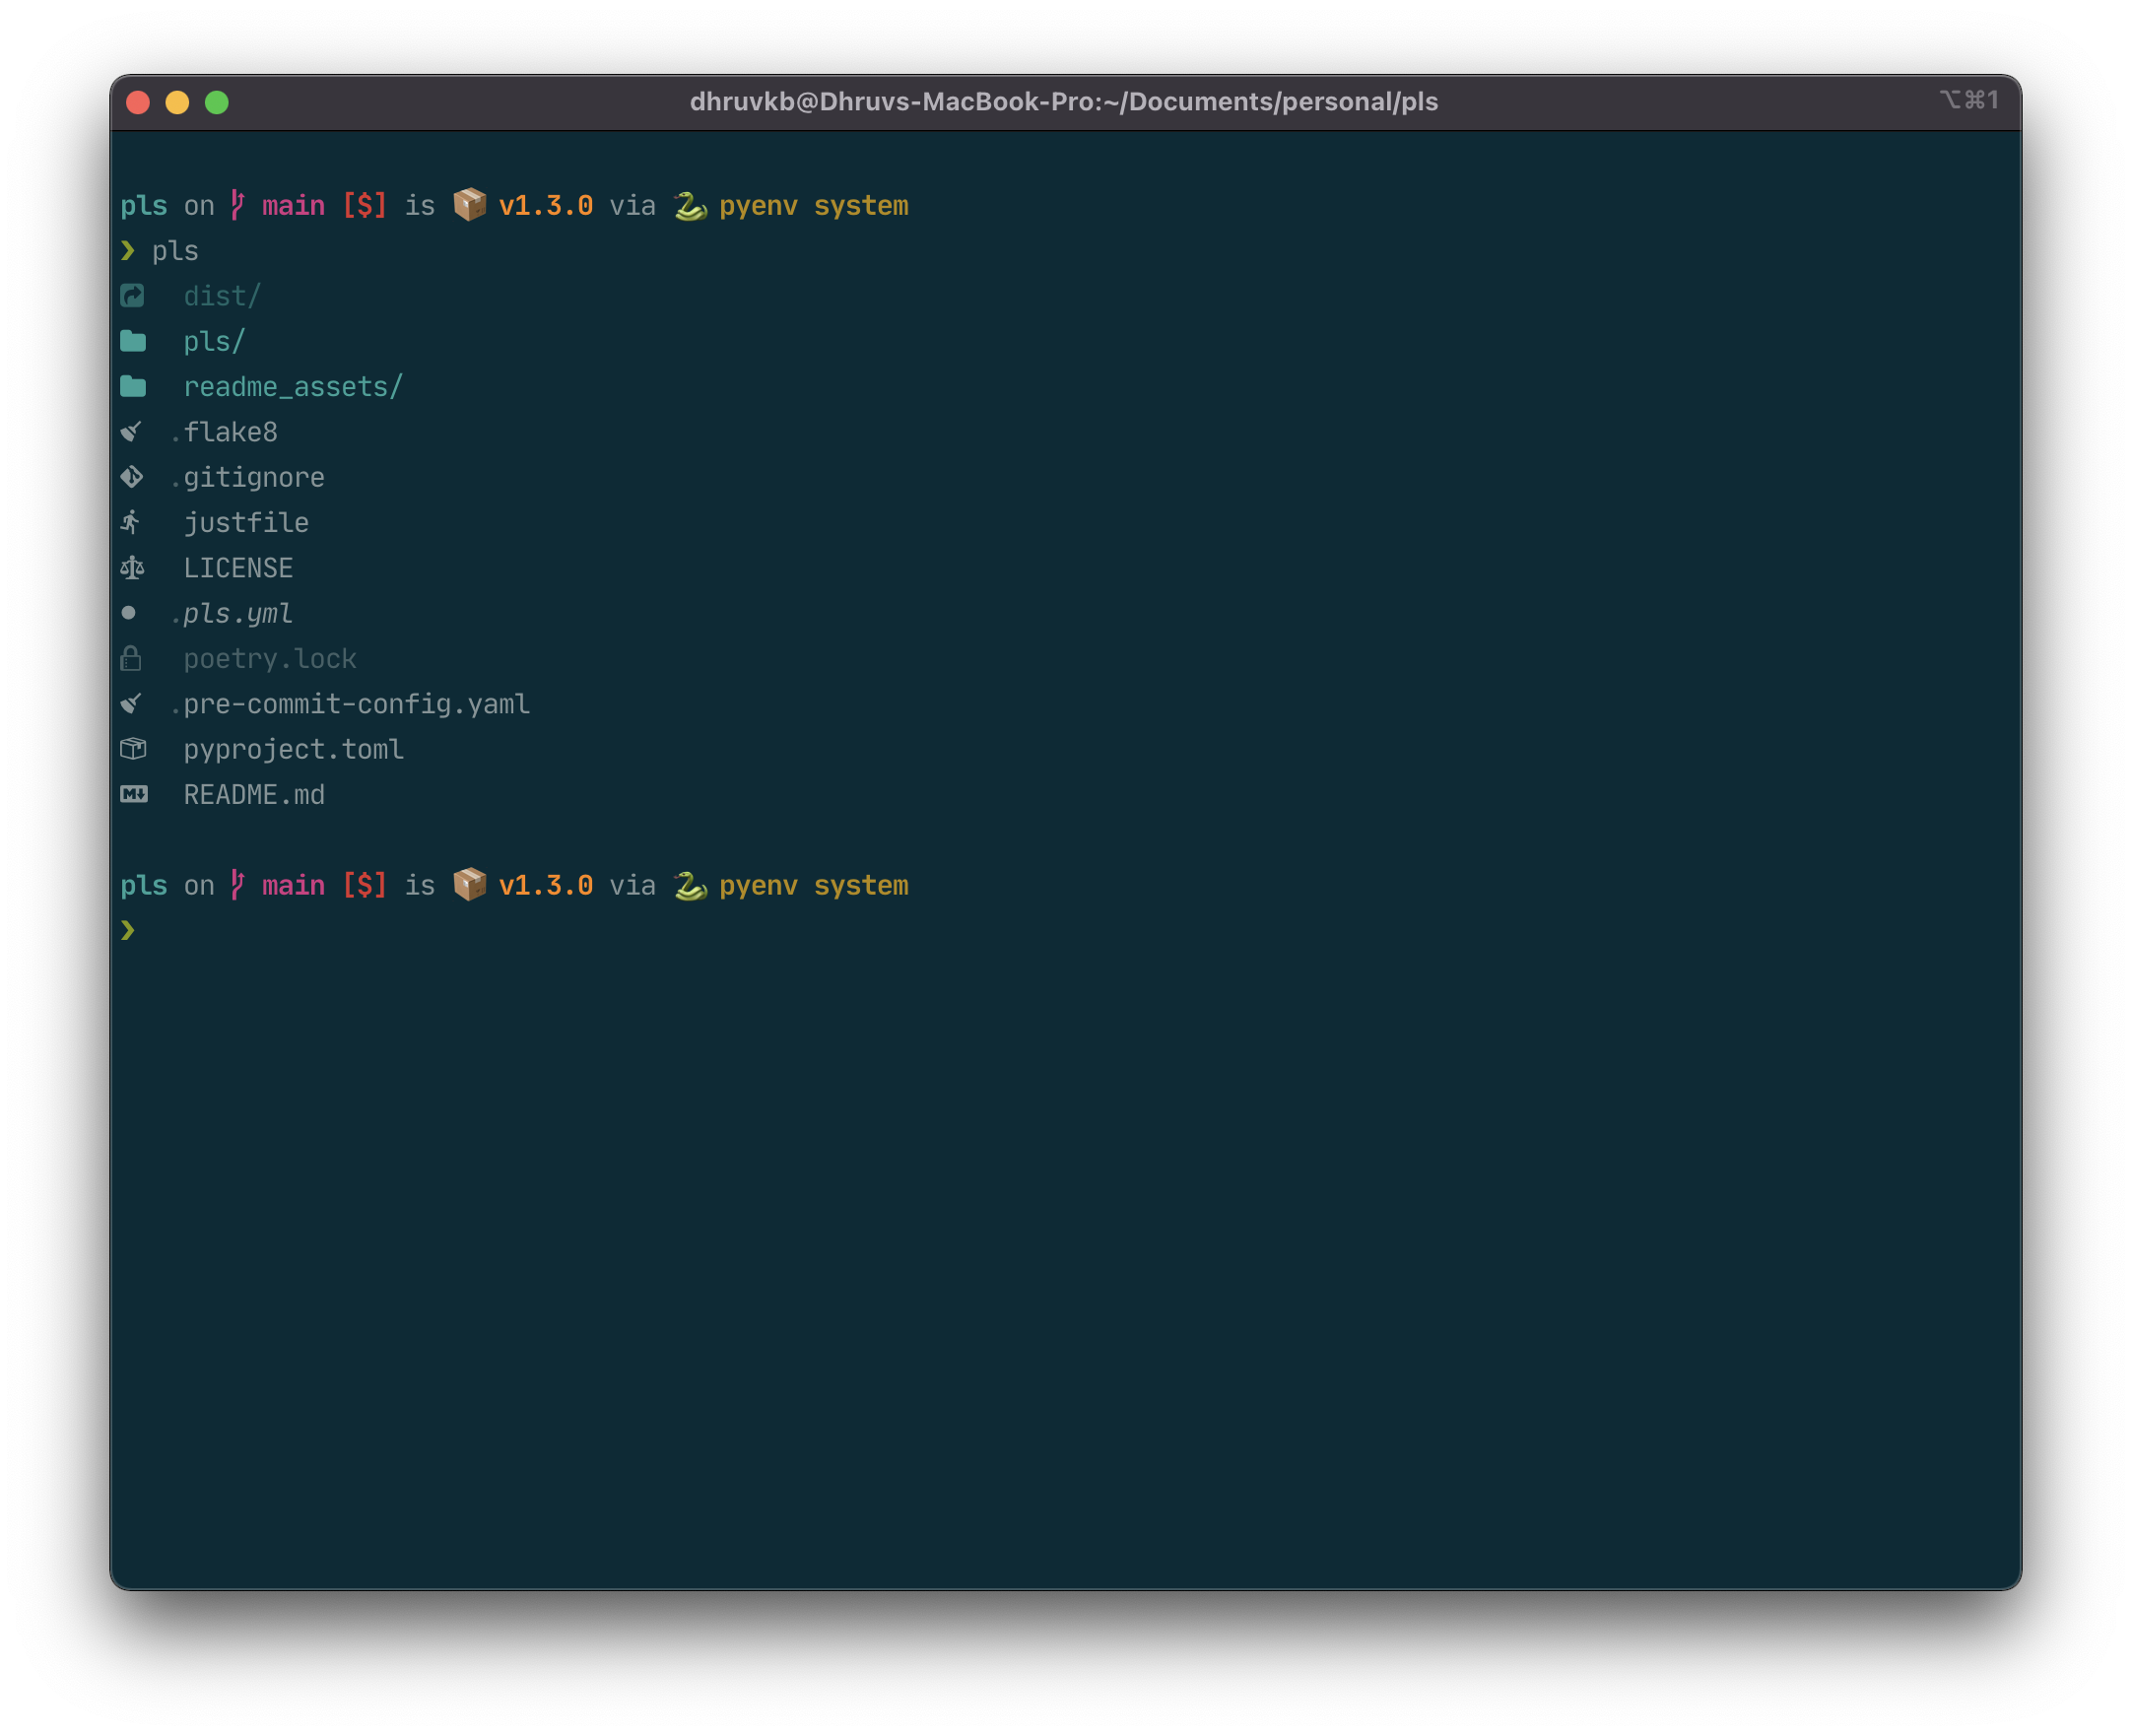 dhruvkb@Dhruvs-MacBook-Pro:~/Documents/personal/pls ⌥⌘1
pls on main [$] is 📦 v1.3.0 via 🐍 pyenv system
❯ pls
dist/
pls/
readme_assets/
.flake8
.gitignore
justfile
LICENSE
.pls.yml
poetry.lock
.pre-commit-config.yaml
pyproject.toml
README.md
pls on main [$] is 📦 v1.3.0 via 🐍 pyenv system
❯